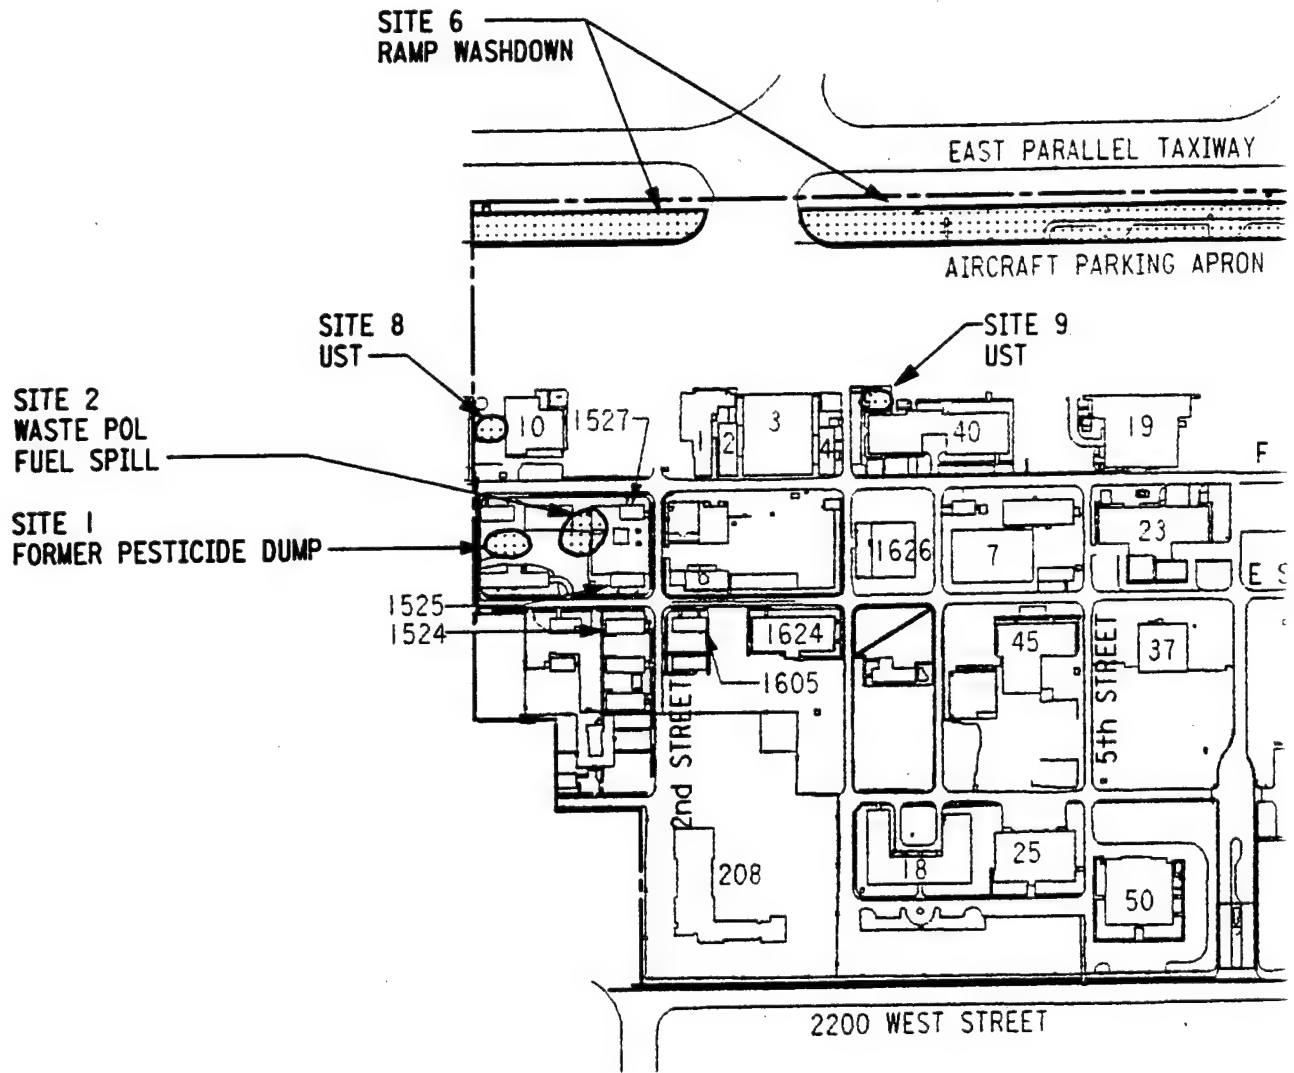 SITE 6
RAMP WASHDOWN
EAST PARALLEL TAXIWAY
AIRCRAFT PARKING APRON
SITE 8
UST
SITE 9
UST
SITE 2
WASTE POL
FUEL SPILL
10
1527
1
2
3
4
40
19
F
SITE 1
FORMER PESTICIDE DUMP
1626
7
23
E S
6
1525
1524
1624
1605
45
37
2nd STREET
5th STREET
208
18
25
50
2200 WEST STREET